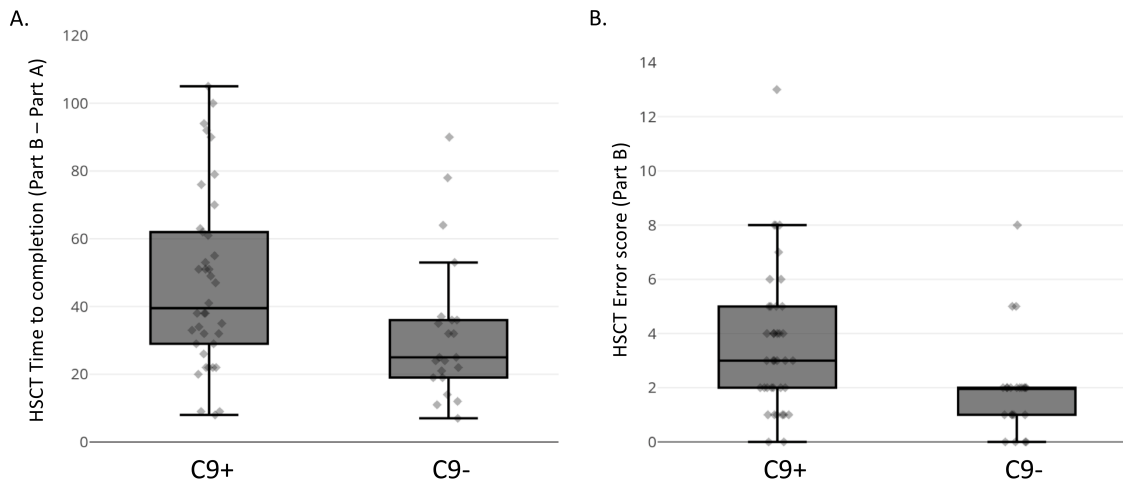 A.
HSCT Time to completion (Part B – Part A)
120
100
80
60
40
20
0
C9+
C9-
B.
HSCT Error score (Part B)
14
12
10
8
6
4
2
0
C9+
C9-